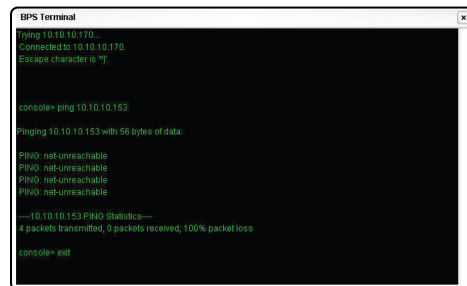 BPS Terminal
Trying 10.10.10.170...
Connected to 10.10.10.170.
Escape character is '^]'.
console> ping 10.10.10.153
Pinging 10.10.10.153 with 56 bytes of data:
PING: net-unreachable
PING: net-unreachable
PING: net-unreachable
PING: net-unreachable
----10.10.10.153 PING Statistics----
4 packets transmitted, 0 packets received, 100% packet loss
console> exit